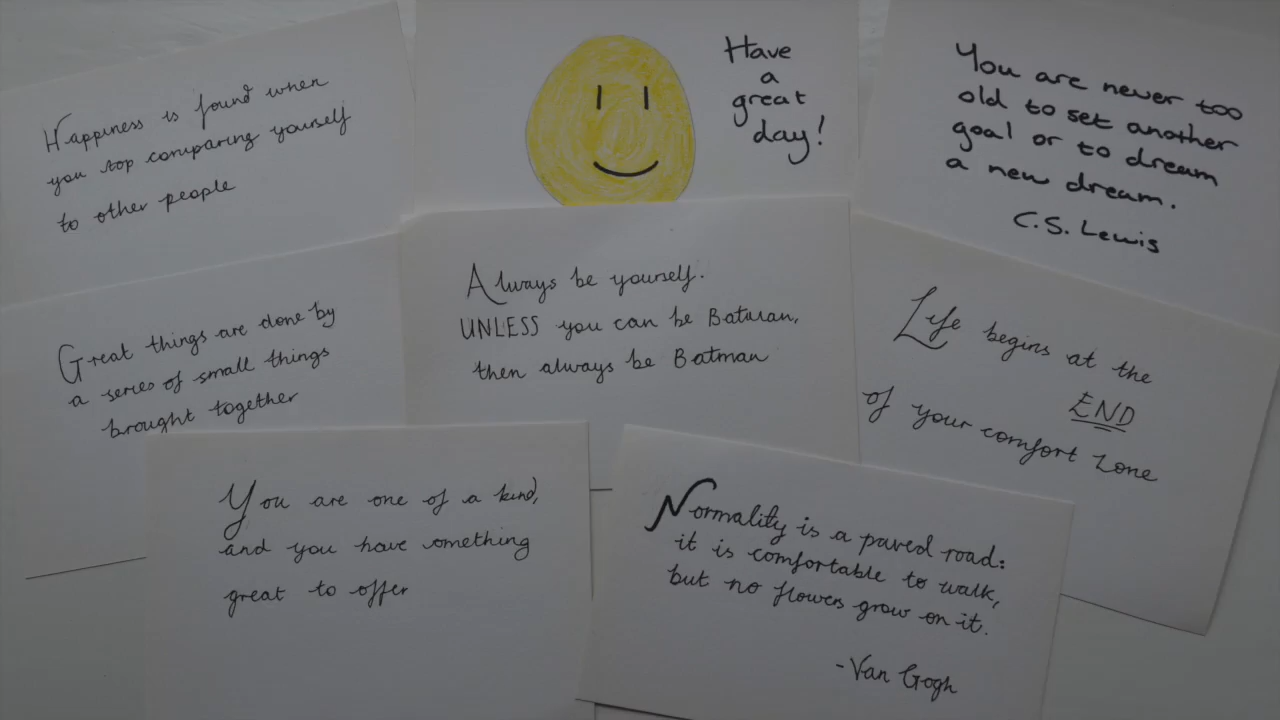 Happiness is found when
you stop comparing yourself
to other people
Have
a
great
day!
You are never too
old to set another
goal or to dream
a new dream.
C.S. Lewis
Great things are done by
a series of small things
brought together
Always be yourself.
UNLESS you can be Batman,
then always be Batman
Life begins at the
END
of your comfort zone
You are one of a kind,
and you have something
great to offer
Normality is a paved road:
it is comfortable to walk,
but no flowers grow on it.
-Van Gogh